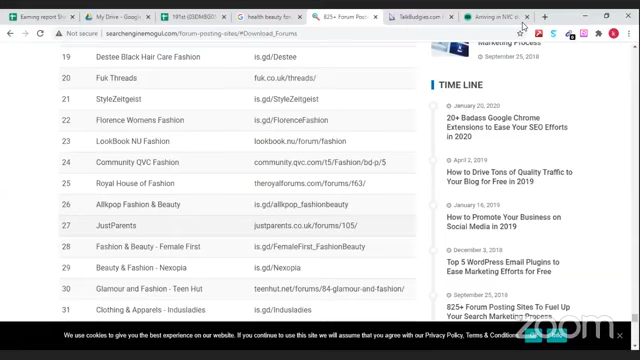 Earning report Sh
My Drive - Google
191st (03DM8G0
health beauty for
825+ Forum Post
TalkBudgies.com
Arriving in NYC st
Not secure
searchenginemogul.com/forum-posting-sites/#Download_Forums
19 Destee Black Hair Care Fashion is.gd/Destee
20 Fuk Threads fuk.co.uk/threads/
21 StyleZeitgeist is.gd/StyleZeitgeist
22 Florence Womens Fashion is.gd/FlorenceFashion
23 LookBook NU Fashion lookbook.nu/forum/fashion
24 Community QVC Fashion community.qvc.com/t5/Fashion/bd-p/5
25 Royal House of Fashion theroyalforums.com/forums/f63/
26 Allkpop Fashion & Beauty is.gd/allkpop_fashionbeauty
27 JustParents justparents.co.uk/forums/105/
28 Fashion & Beauty - Female First is.gd/FemaleFirst_FashionBeauty
29 Beauty & Fashion - Nexopia is.gd/Nexopia
30 Glamour and Fashion - Teen Hut teenhut.net/forums/84-glamour-and-fashion/
31 Clothing & Apparels - Indusladies is.gd/Indusladies
Marketing Process
September 25, 2018
TIME LINE
January 20, 2020
20+ Badass Google Chrome
Extensions to Ease Your SEO Efforts
in 2020
April 2, 2019
How to Drive Tons of Quality Traffic to
Your Blog for Free in 2019
January 16, 2019
How to Promote Your Business on
Social Media in 2019
December 3, 2018
Top 5 WordPress Email Plugins to
Ease Marketing Efforts for Free
September 25, 2018
825+ Forum Posting Sites To Fuel Up
Your Search Marketing Process
We use cookies to give you the best experience on our website. If you continue to use this site we will assume that you agree with our Privacy Policy, Terms & Conditions.
zoom